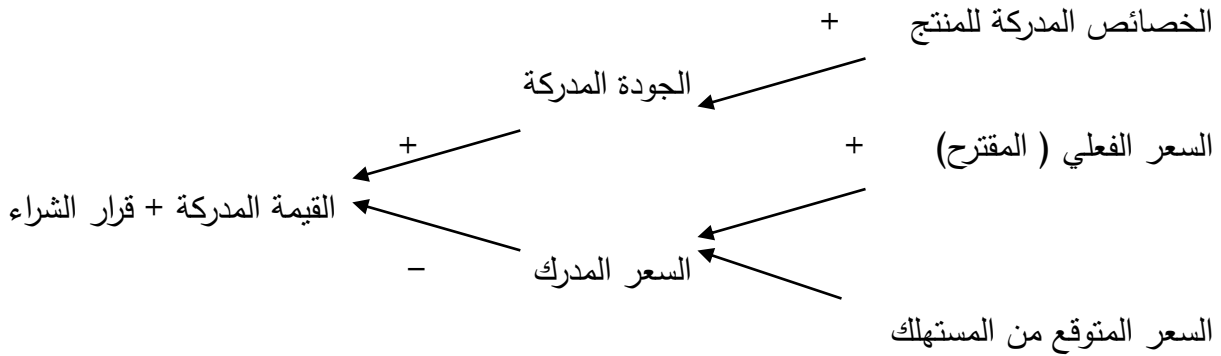 الخصائص المدركة للمنتج +
الجودة المدركة
السعر الفعلي ( المقترح) +
+
القيمة المدركة + قرار الشراء
السعر المدرك
–
السعر المتوقع من المستهلك